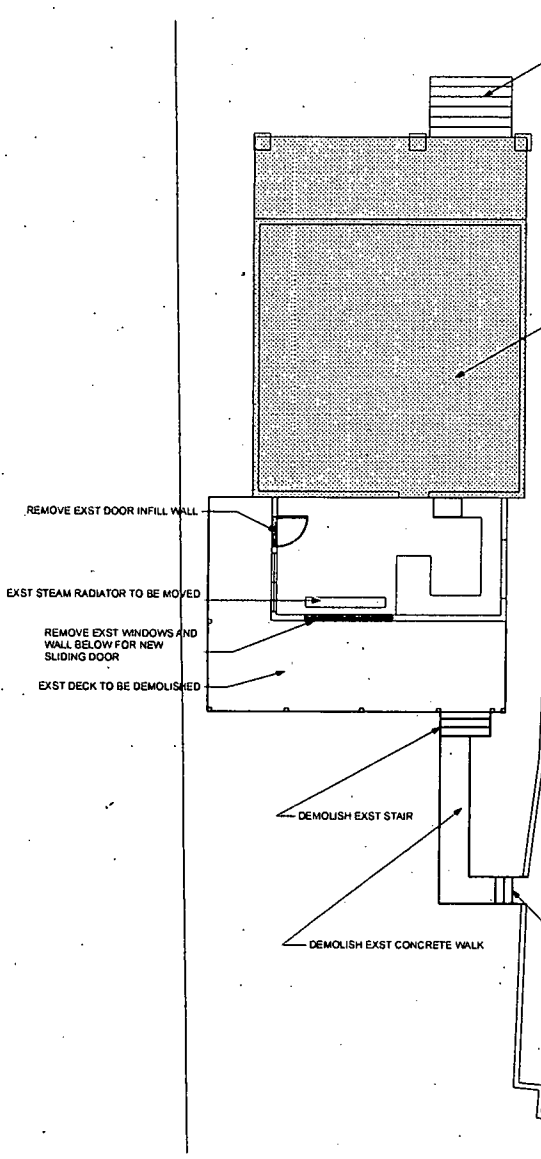 REMOVE EXST DOOR INFILL WALL
EXST STEAM RADIATOR TO BE MOVED
REMOVE EXST WINDOWS AND
WALL BELOW FOR NEW
SLIDING DOOR
EXST DECK TO BE DEMOLISHED
DEMOLISH EXST STAIR
DEMOLISH EXST CONCRETE WALK